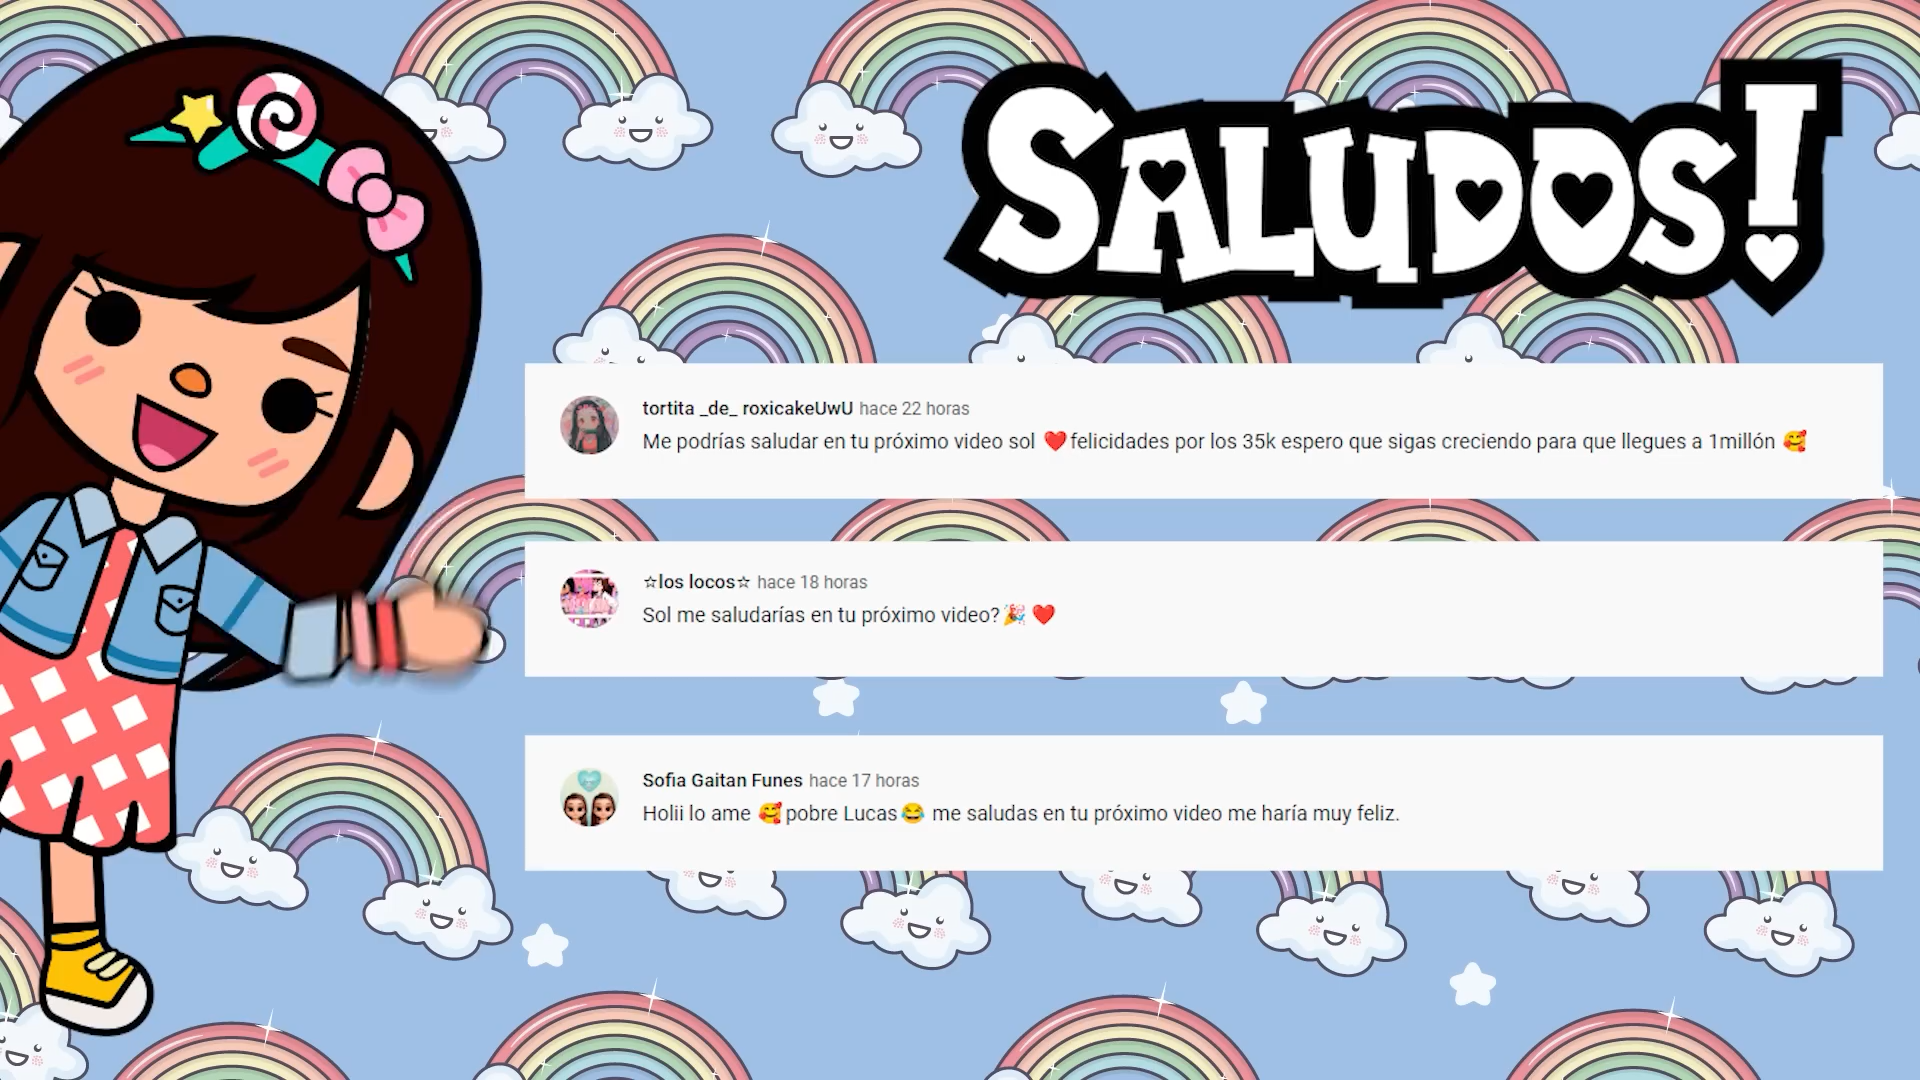 SALUDOS!
tortita _de_ roxicakeUwU hace 22 horas
Me podrías saludar en tu próximo video sol ❤️felicidades por los 35k espero que sigas creciendo para que llegues a 1millón 🥰
☆los locos☆ hace 18 horas
Sol me saludarías en tu próximo video?🎉 ❤️
Sofia Gaitan Funes hace 17 horas
Holii lo ame 🥰pobre Lucas😂 me saludas en tu próximo video me haría muy feliz.